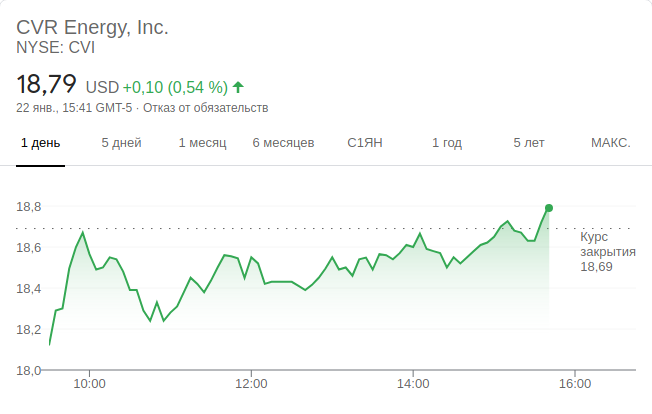 CVR Energy, Inc.
NYSE: CVI
18,79 USD +0,10 (0,54 %)
22 янв., 15:41 GMT-5 · Отказ от обязательств
1 день 5 дней 1 месяц 6 месяцев С1ЯН 1 год 5 лет МАКС.
18,8
18,6
18,4
18,2
18,0
Курс
закрытия
18,69
10:00 12:00 14:00 16:00